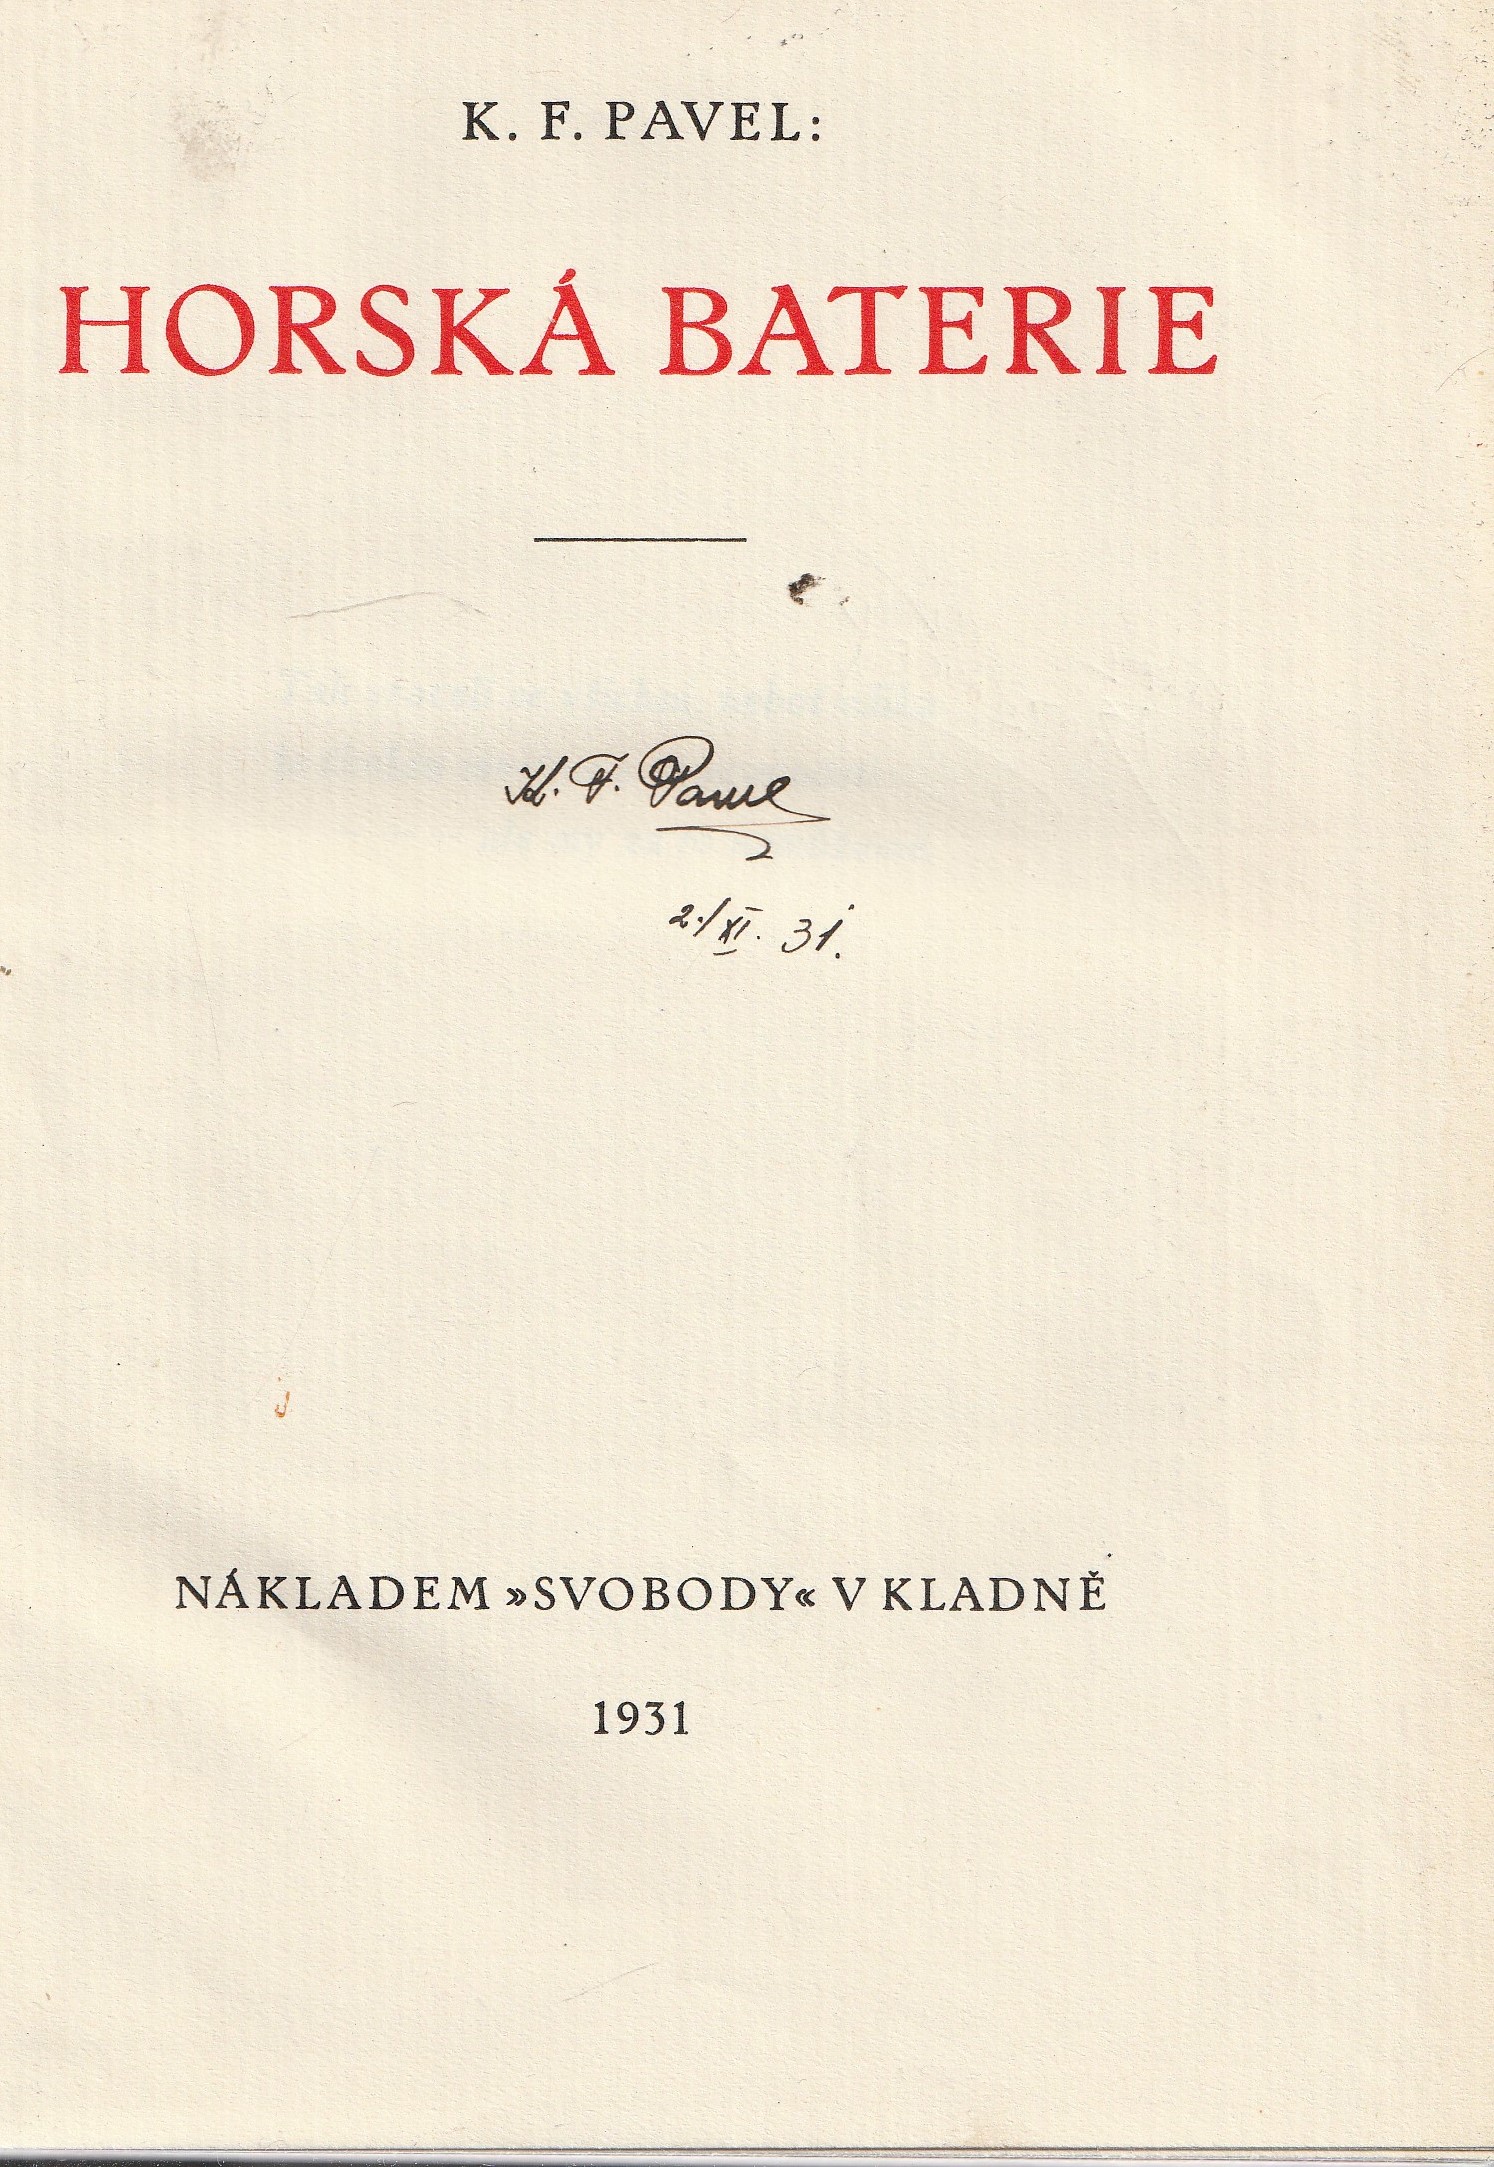 K. F. PAVEL:
HORSKÁ BATERIE
K. F. Pavel
2./XI. 31.
NÁKLADEM »SVOBODY« V KLADNĚ
1931